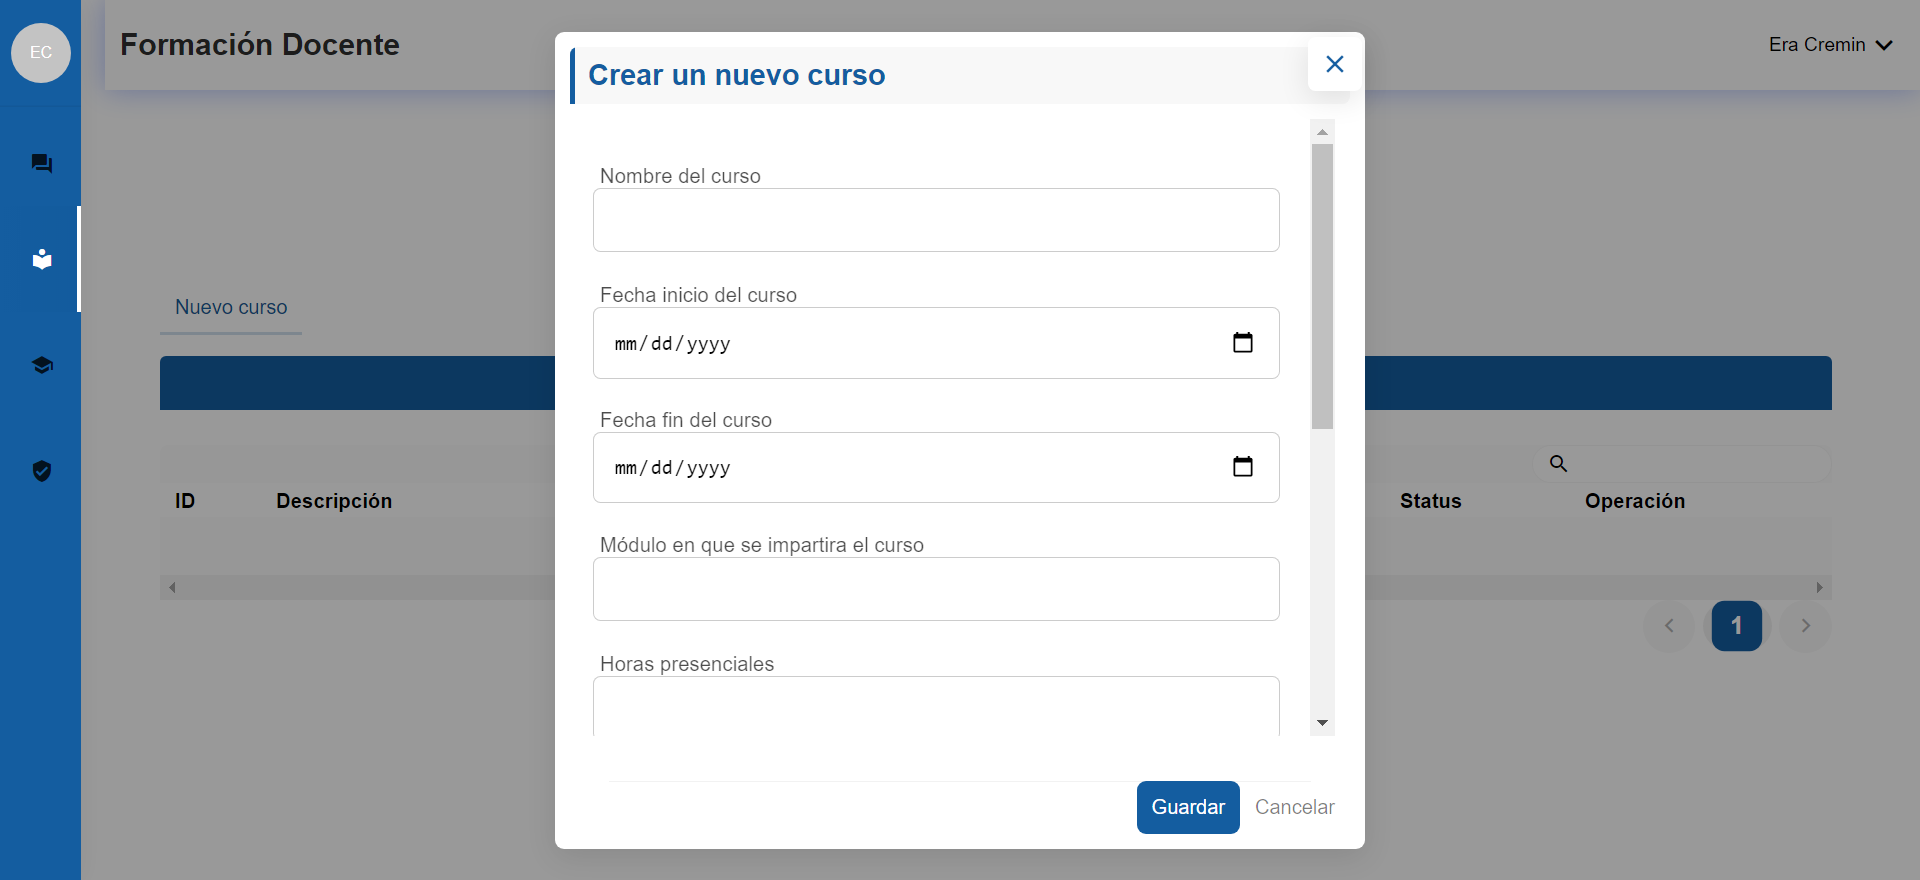 EC
Formación Docente
Era Cremin
Crear un nuevo curso
Nombre del curso
Fecha inicio del curso
mm/dd/yyyy
Fecha fin del curso
mm/dd/yyyy
Módulo en que se impartira el curso
Horas presenciales
Guardar Cancelar
Nuevo curso
ID Descripción Status Operación
1